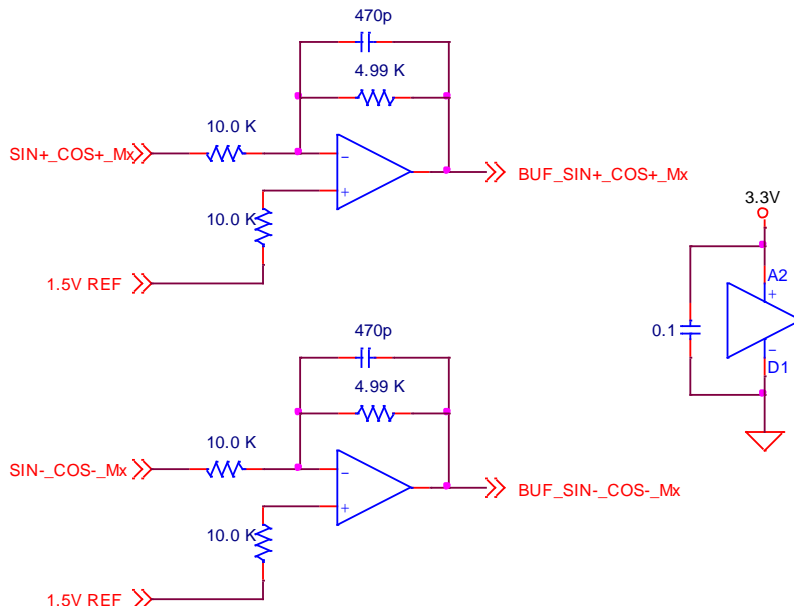 470p
4.99 K
10.0 K
SIN+_COS+_Mx
BUF_SIN+_COS+_Mx
10.0 K
1.5V REF
3.3V
A2
0.1
D1
470p
4.99 K
10.0 K
SIN-_COS-_Mx
BUF_SIN-_COS-_Mx
10.0 K
1.5V REF